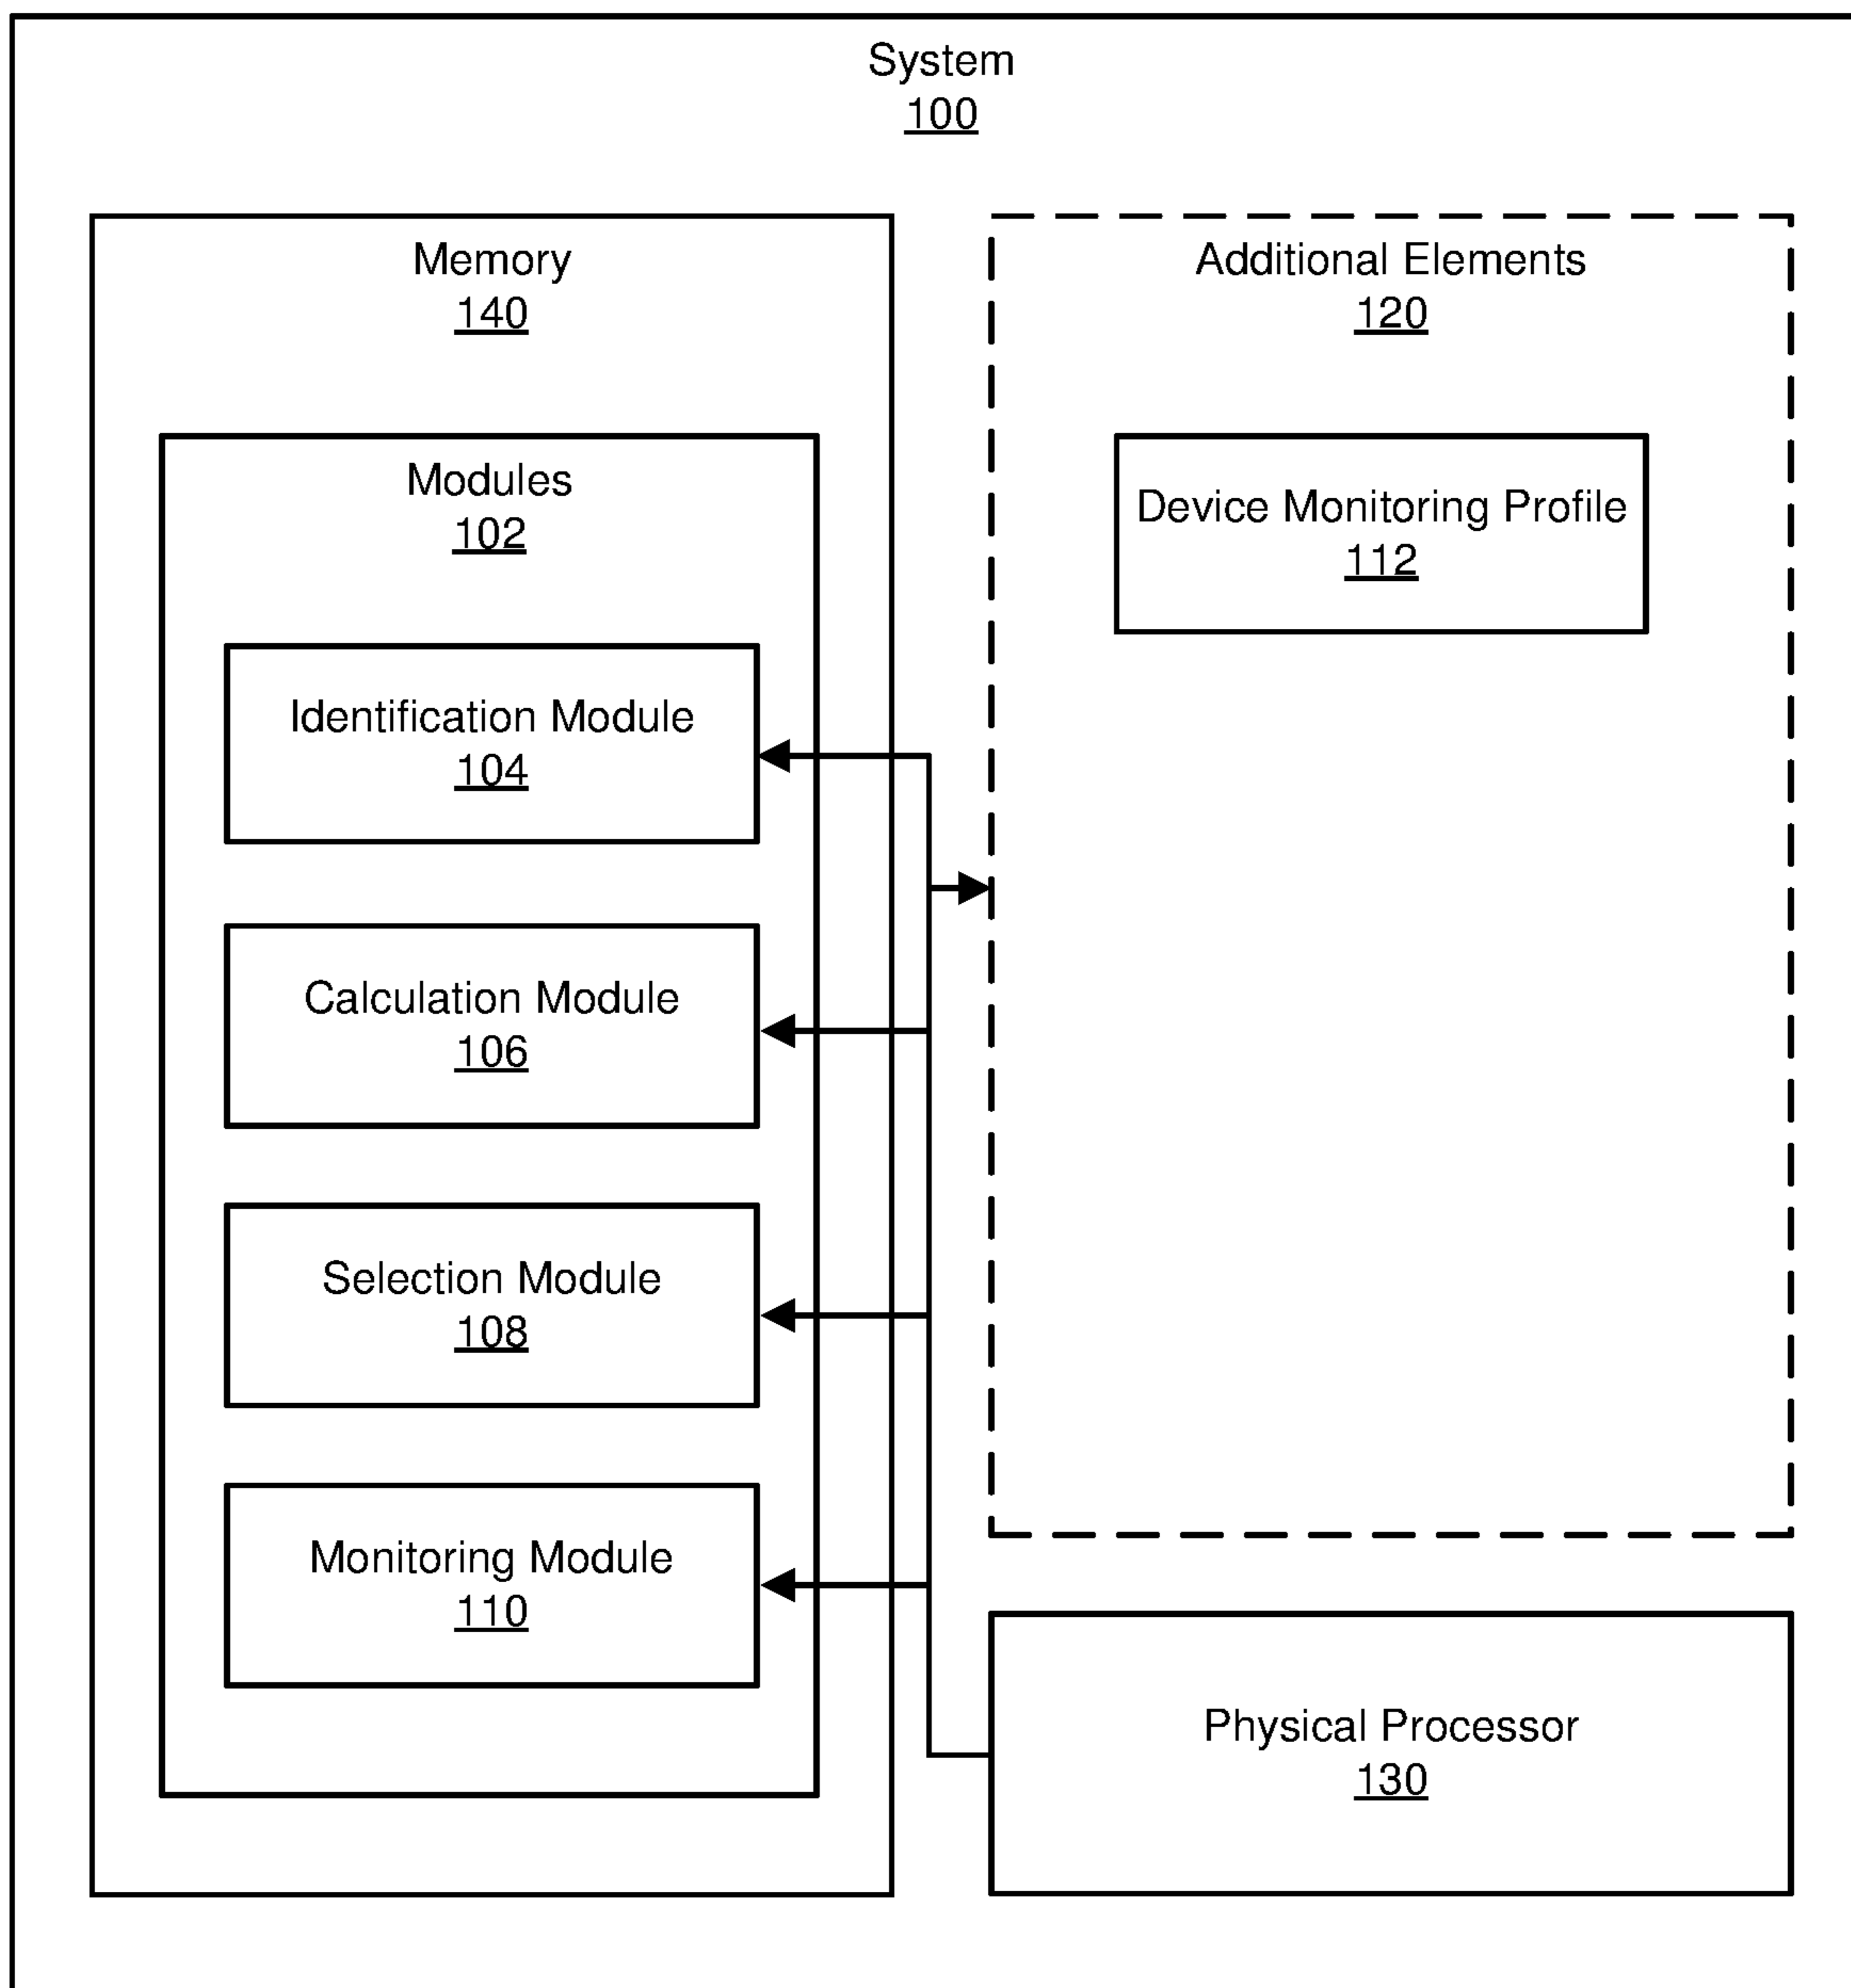 System
100
Memory
140
Modules
102
Identification Module
104
Calculation Module
106
Selection Module
108
Monitoring Module
110
Additional Elements
120
Device Monitoring Profile
112
Physical Processor
130